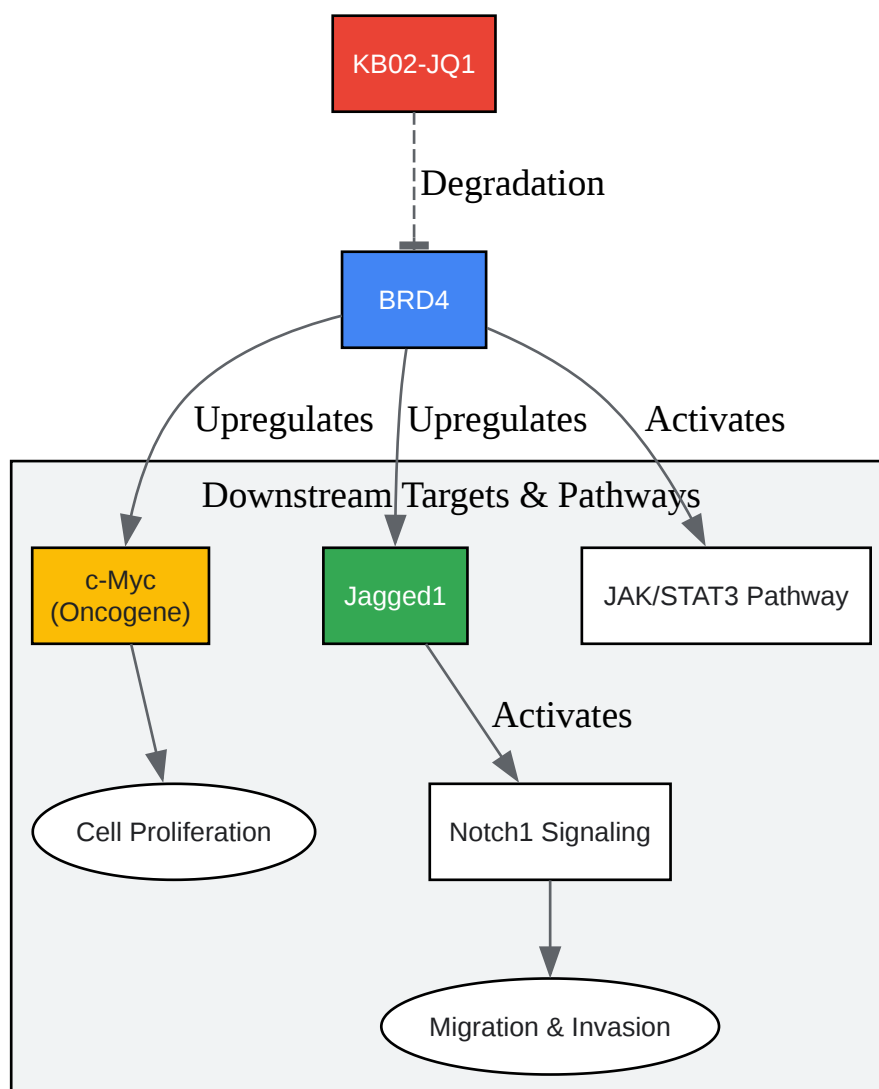 KB02-JQ1
Degradation
BRD4
Upregulates
Upregulates
Activates
Downstream Targets & Pathways
c-Myc
(Oncogene)
Jagged1
JAK/STAT3 Pathway
Activates
Cell Proliferation
Notch1 Signaling
Migration & Invasion